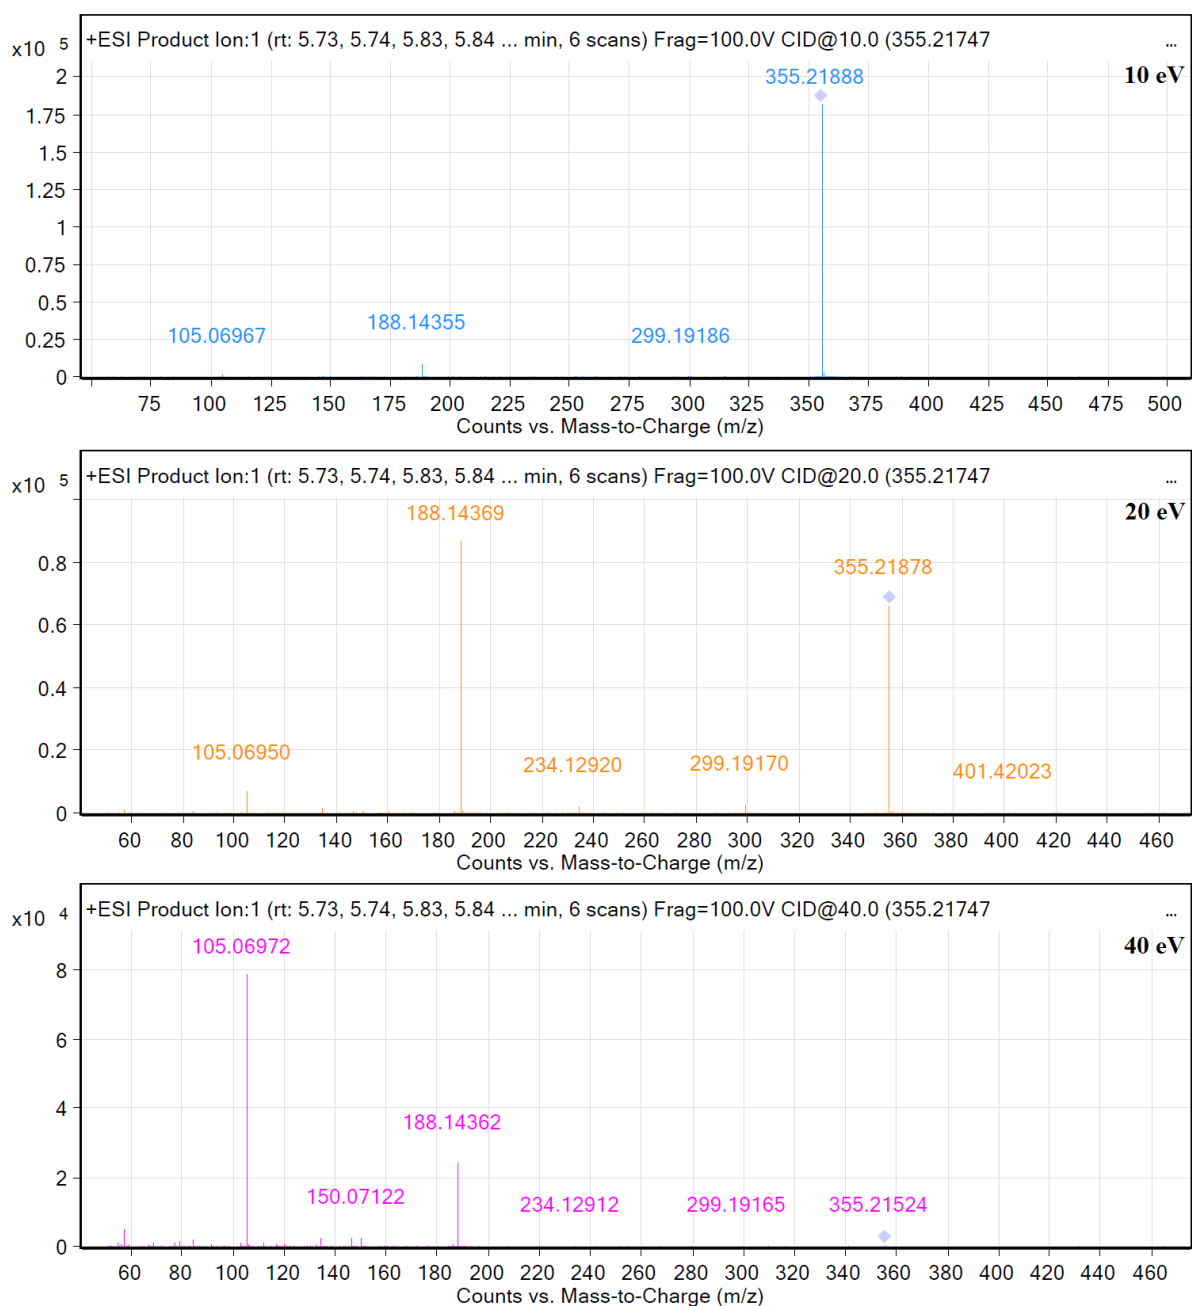 x10 5
+ESI Product Ion:1 (rt: 5.73, 5.74, 5.83, 5.84 ... min, 6 scans) Frag=100.0V CID@10.0 (355.21747 ...
10 eV
2
1.75
1.5
1.25
1
0.75
0.5
0.25
0
355.21888
188.14355
105.06967
299.19186
75 100 125 150 175 200 225 250 275 300 325 350 375 400 425 450 475 500
Counts vs. Mass-to-Charge (m/z)
x10 5
+ESI Product Ion:1 (rt: 5.73, 5.74, 5.83, 5.84 ... min, 6 scans) Frag=100.0V CID@20.0 (355.21747 ...
20 eV
0.8
0.6
0.4
0.2
0
188.14369
355.21878
105.06950
234.12920
299.19170
401.42023
60 80 100 120 140 160 180 200 220 240 260 280 300 320 340 360 380 400 420 440 460
Counts vs. Mass-to-Charge (m/z)
x10 4
+ESI Product Ion:1 (rt: 5.73, 5.74, 5.83, 5.84 ... min, 6 scans) Frag=100.0V CID@40.0 (355.21747 ...
40 eV
8
6
4
2
0
105.06972
188.14362
150.07122
234.12912
299.19165
355.21524
60 80 100 120 140 160 180 200 220 240 260 280 300 320 340 360 380 400 420 440 460
Counts vs. Mass-to-Charge (m/z)